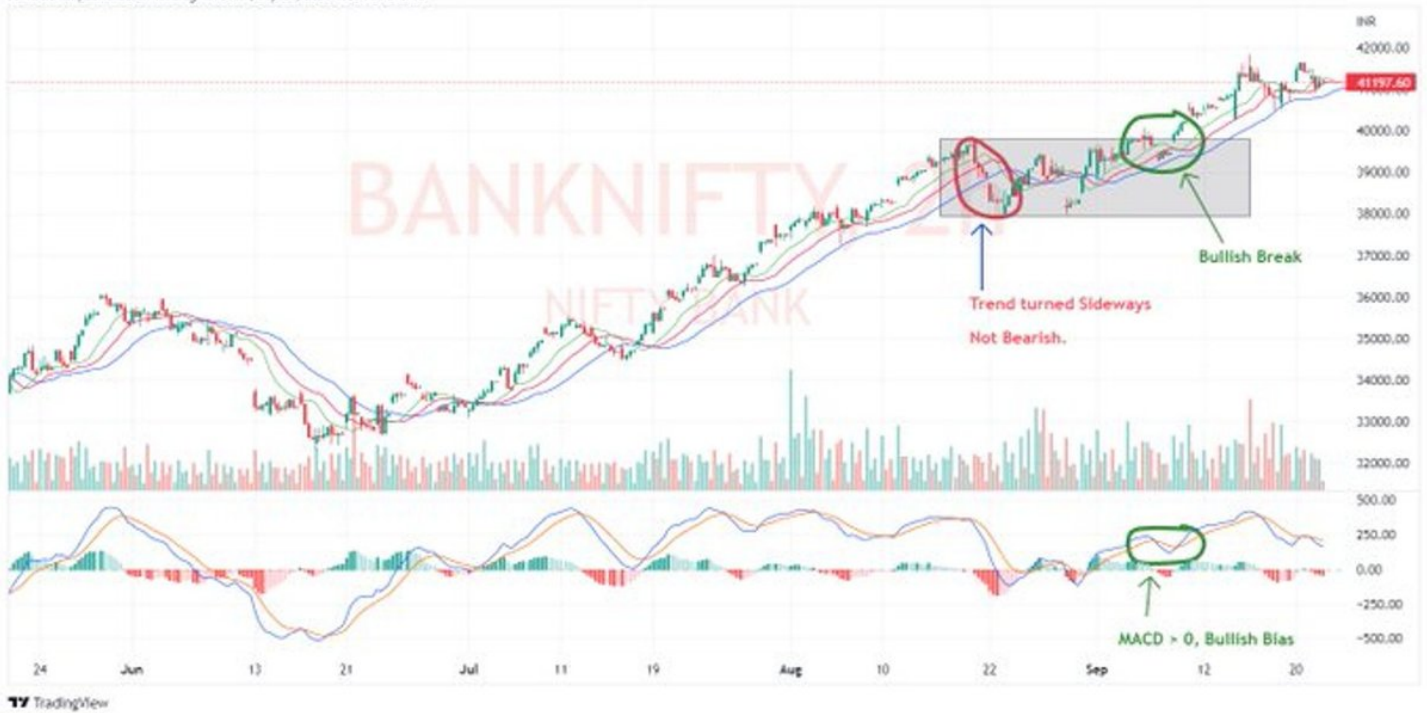 INR
42000.00
41197.60
41000.00
40000.00
39000.00
38000.00
37000.00
36000.00
35000.00
34000.00
33000.00
32000.00
BANKNIFTY, 2h
NIFTY BANK
Bullish Break
Trend turned Sideways
Not Bearish.
500.00
250.00
0.00
-250.00
-500.00
MACD > 0, Bullish Bias
24 Jun 13 21 Jul 11 19 Aug 10 22 Sep 12 20
TradingView